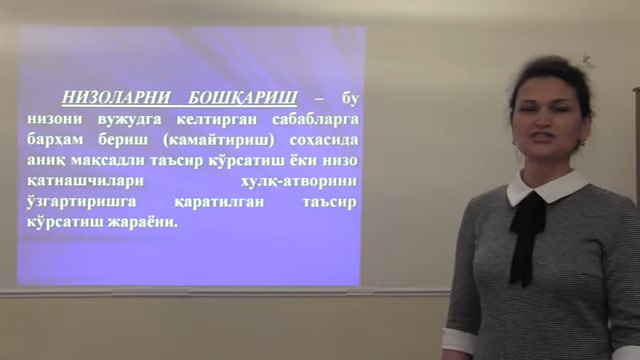 НИЗОЛАРНИ БОШҚАРИШ – бу
низони вужудга келтирган сабабларга
барҳам бериш (камайтириш) соҳасида
аниқ мақсадли таъсир кўрсатиш ёки низо
қатнашчилари хулқ-атворини
ўзгартиришга қаратилган таъсир
кўрсатиш жараёни.